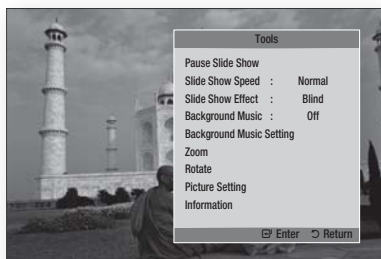 Tools
Pause Slide Show
Slide Show Speed : Normal
Slide Show Effect : Blind
Background Music : Off
Background Music Setting
Zoom
Rotate
Picture Setting
Information
Enter Return